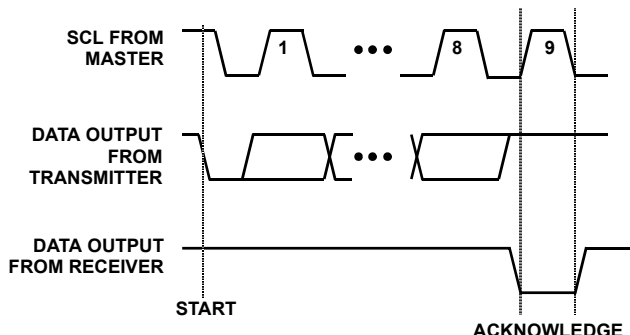 SCL FROM
MASTER
1
8
9
DATA OUTPUT
FROM
TRANSMITTER
DATA OUTPUT
FROM RECEIVER
START
ACKNOWLEDGE